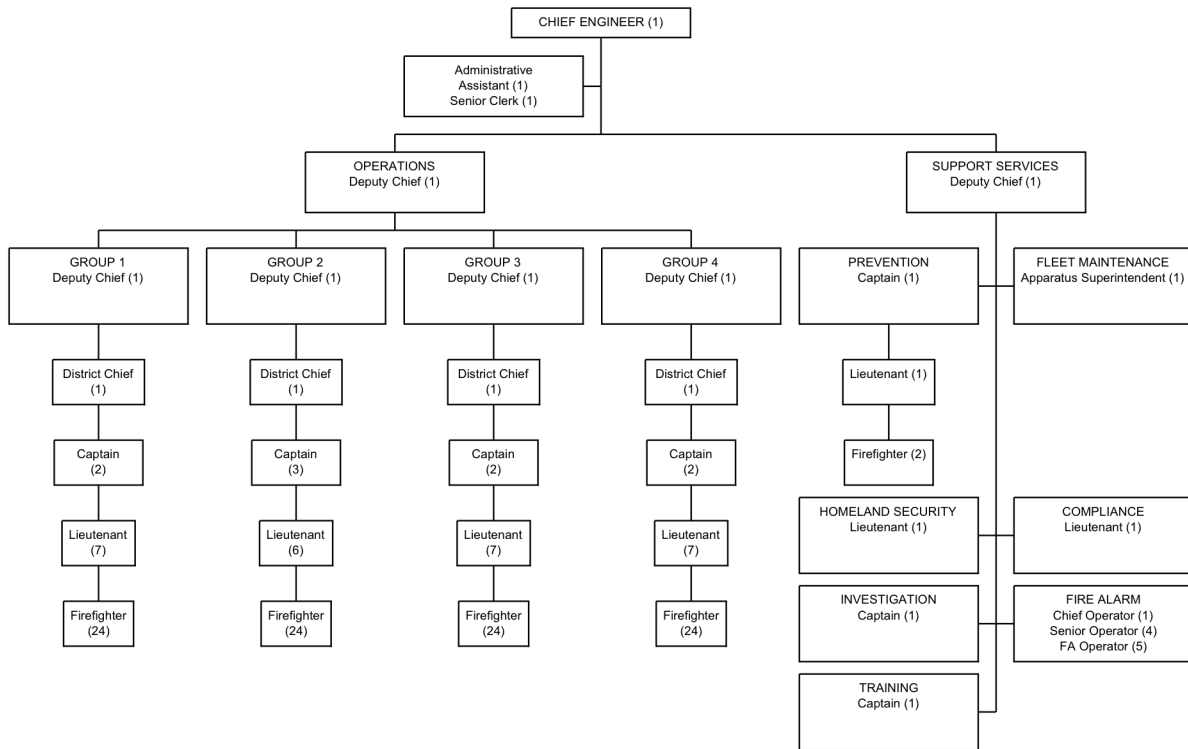 CHIEF ENGINEER (1)
Administrative
Assistant (1)
Senior Clerk (1)
OPERATIONS
Deputy Chief (1)
SUPPORT SERVICES
Deputy Chief (1)
GROUP 1
Deputy Chief (1)
GROUP 2
Deputy Chief (1)
GROUP 3
Deputy Chief (1)
GROUP 4
Deputy Chief (1)
PREVENTION
Captain (1)
FLEET MAINTENANCE
Apparatus Superintendent (1)
District Chief
(1)
District Chief
(1)
District Chief
(1)
District Chief
(1)
Lieutenant (1)
Captain
(2)
Captain
(3)
Captain
(2)
Captain
(2)
Firefighter (2)
Lieutenant
(7)
Lieutenant
(6)
Lieutenant
(7)
Lieutenant
(7)
HOMELAND SECURITY
Lieutenant (1)
COMPLIANCE
Lieutenant (1)
Firefighter
(24)
Firefighter
(24)
Firefighter
(24)
Firefighter
(24)
INVESTIGATION
Captain (1)
FIRE ALARM
Chief Operator (1)
Senior Operator (4)
FA Operator (5)
TRAINING
Captain (1)